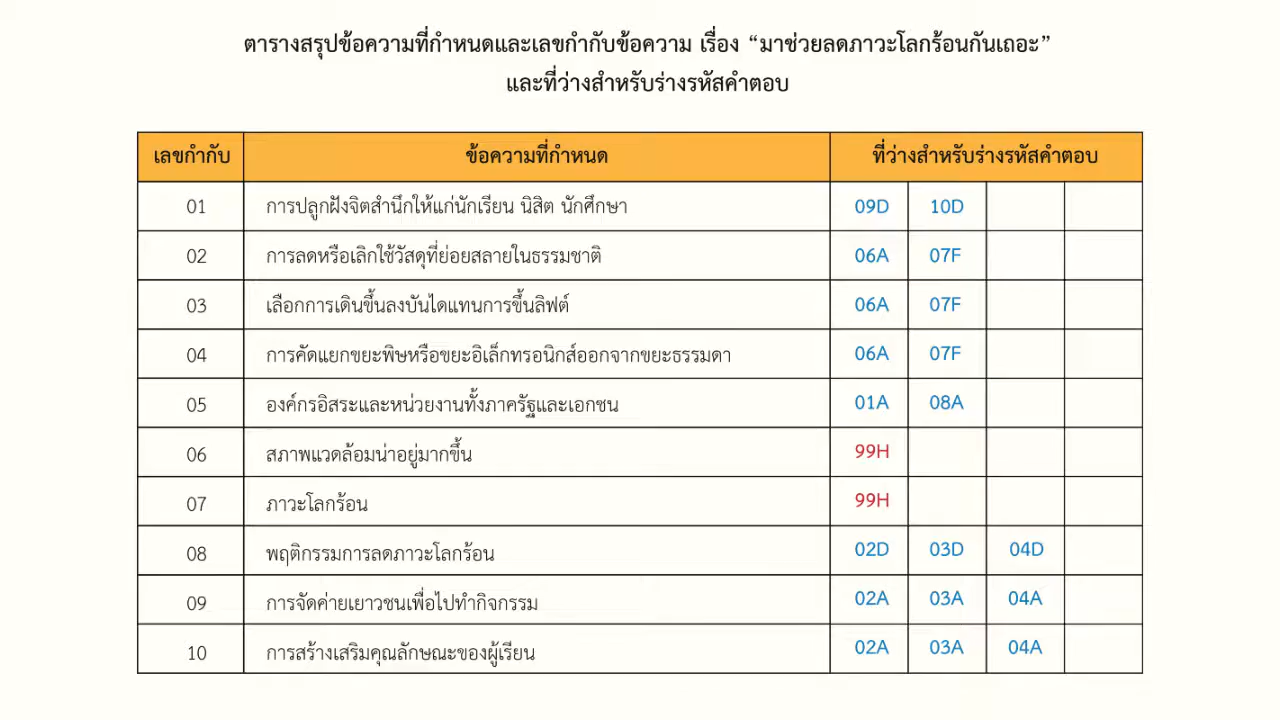 ตารางสรุปข้อความที่กำหนดและเลขกำกับข้อความ เรื่อง “มาช่วยลดภาวะโลกร้อนกันเถอะ”
และที่ว่างสำหรับร่างรหัสคำตอบ
เลขกำกับ ข้อความที่กำหนด ที่ว่างสำหรับร่างรหัสคำตอบ
01 การปลูกฝังจิตสำนึกให้แก่นักเรียน นิสิต นักศึกษา 09D 10D
02 การลดหรือเลิกใช้วัสดุที่ย่อยสลายในธรรมชาติ 06A 07F
03 เลือกการเดินขึ้นลงบันไดแทนการขึ้นลิฟต์ 06A 07F
04 การคัดแยกขยะพิษหรือขยะอิเล็กทรอนิกส์ออกจากขยะธรรมดา 06A 07F
05 องค์กรอิสระและหน่วยงานทั้งภาครัฐและเอกชน 01A 08A
06 สภาพแวดล้อมน่าอยู่มากขึ้น 99H
07 ภาวะโลกร้อน 99H
08 พฤติกรรมการลดภาวะโลกร้อน 02D 03D 04D
09 การจัดค่ายเยาวชนเพื่อไปทำกิจกรรม 02A 03A 04A
10 การสร้างเสริมคุณลักษณะของผู้เรียน 02A 03A 04A